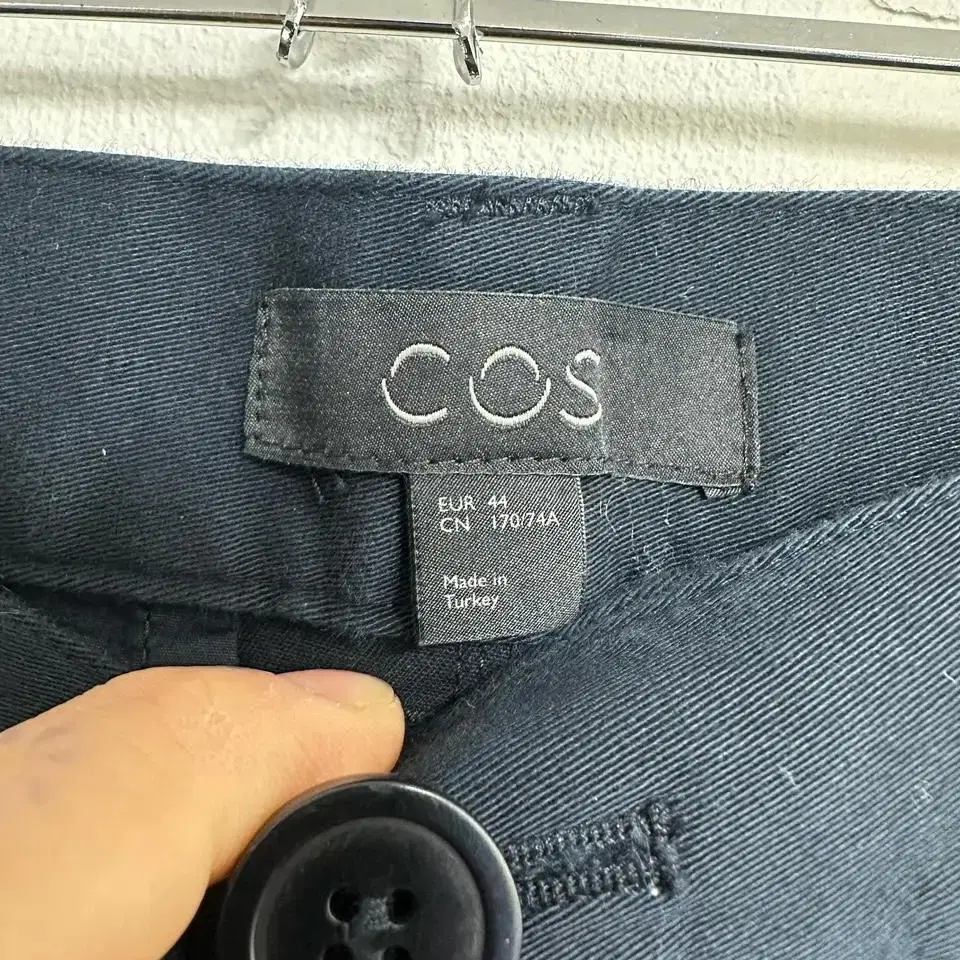 COS
EUR 44
CN 170/74A
Made in
Turkey